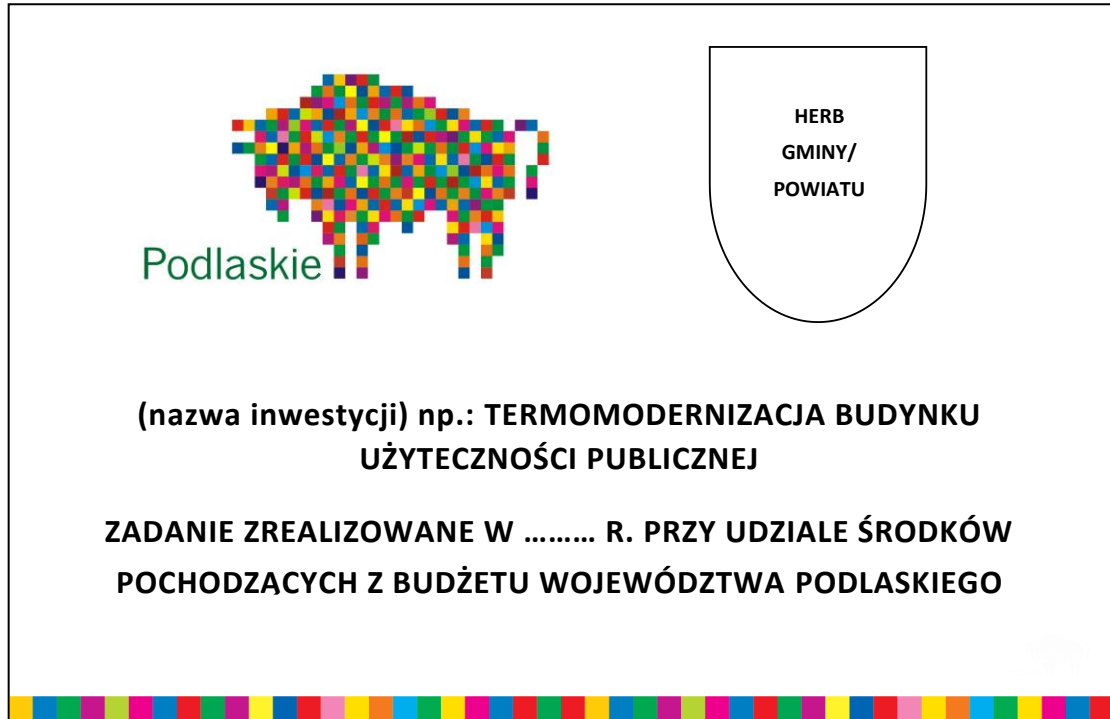 Podlaskie
HERB
GMINY/
POWIATU
(nazwa inwestycji) np.: TERMOMODERNIZACJA BUDYNKU
UŻYTECZNOŚCI PUBLICZNEJ
ZADANIE ZREALIZOWANE W ……… R. PRZY UDZIALE ŚRODKÓW
POCHODZĄCYCH Z BUDŻETU WOJEWÓDZTWA PODLASKIEGO